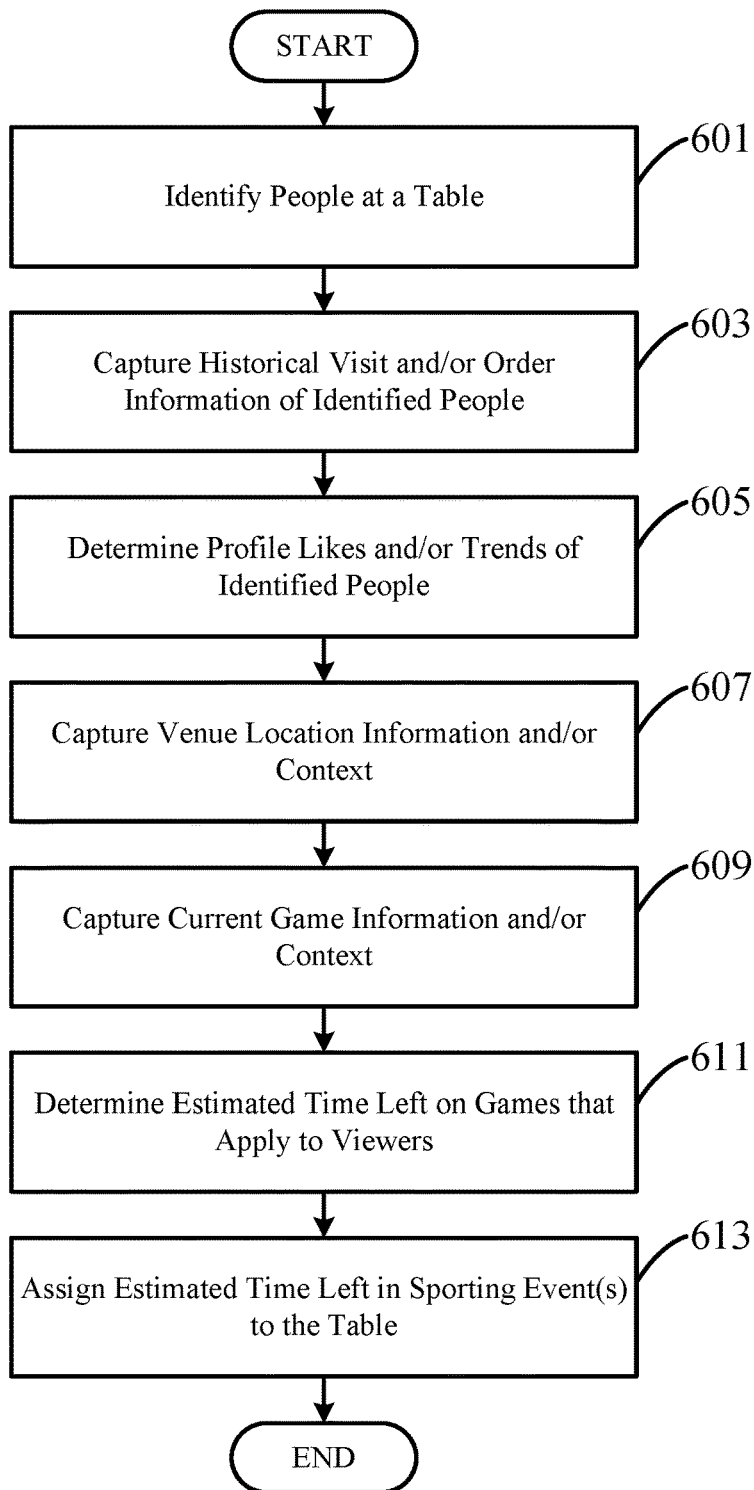 START
601
Identify People at a Table
603
Capture Historical Visit and/or Order
Information of Identified People
605
Determine Profile Likes and/or Trends of
Identified People
607
Capture Venue Location Information and/or
Context
609
Capture Current Game Information and/or
Context
611
Determine Estimated Time Left on Games that
Apply to Viewers
613
Assign Estimated Time Left in Sporting Event(s)
to the Table
END